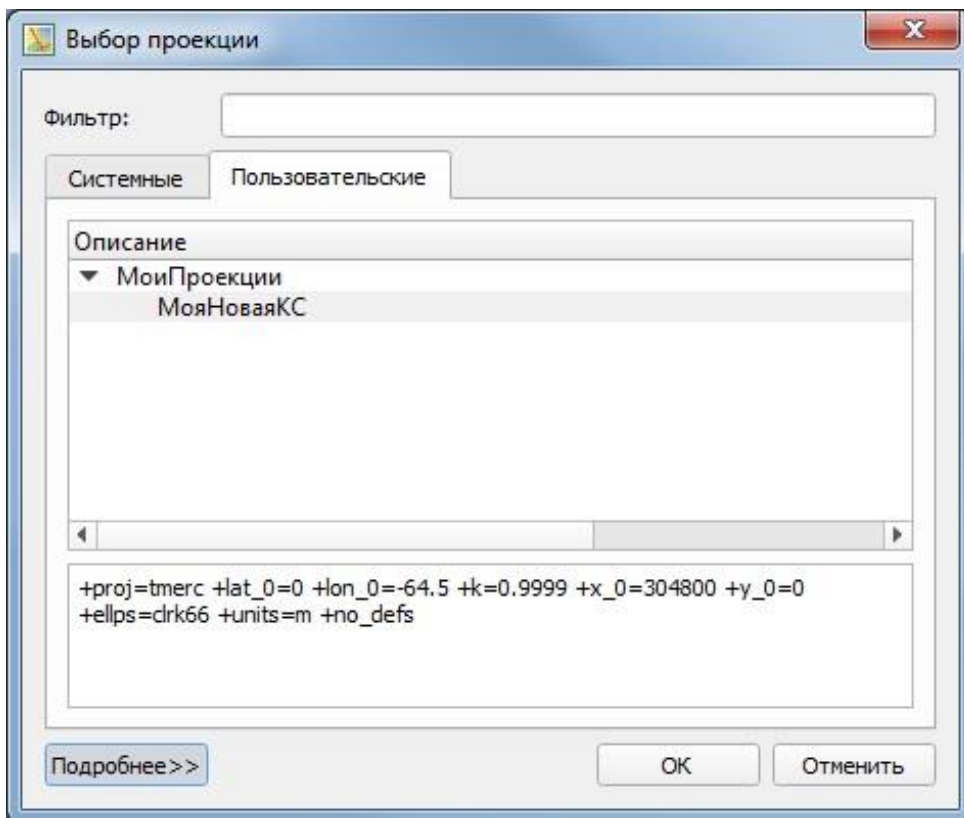 Выбор проекции
Фильтр:
Системные Пользовательские
Описание
МоиПроекции
МояНоваяКС
+proj=tmerc +lat_0=0 +lon_0=-64.5 +k=0.9999 +x_0=304800 +y_0=0
+ellps=clrk66 +units=m +no_defs
Подробнее>> OK Отменить